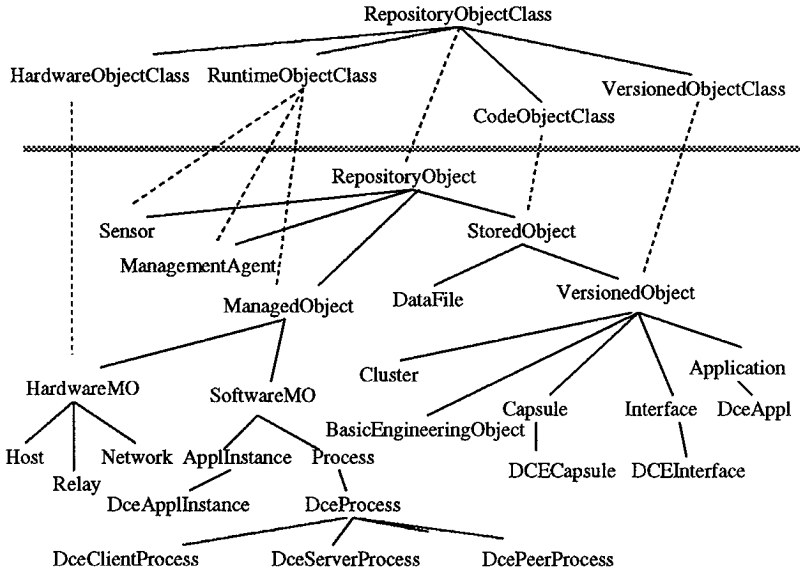 RepositoryObjectClass
HardwareObjectClass RuntimeObjectClass
VersionedObjectClass
CodeObjectClass
RepositoryObject
Sensor
StoredObject
ManagementAgent
DataFile
VersionedObject
ManagedObject
Cluster
Application
HardwareMO
SoftwareMO
Capsule
Interface
DceAppl
BasicEngineeringObject
Host
Network
ApplInstance
Process
DCECapsule
DCEInterface
Relay
DceApplInstance
DceProcess
DceClientProcess
DceServerProcess
DcePeerProcess